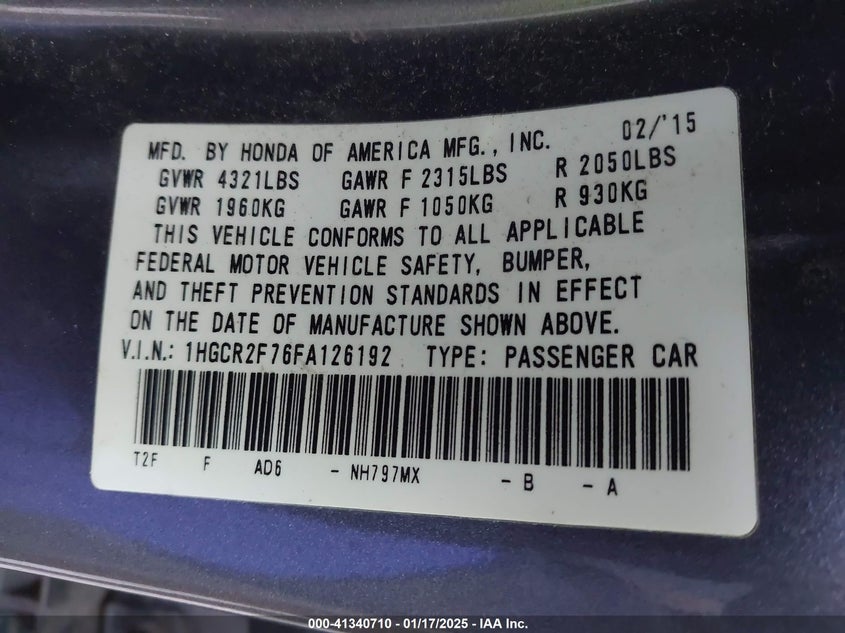 MFD. BY HONDA OF AMERICA MFG., INC. 02/'15
GVWR 4321LBS GAWR F 2315LBS R 2050LBS
GVWR 1960KG GAWR F 1050KG R 930KG
THIS VEHICLE CONFORMS TO ALL APPLICABLE
FEDERAL MOTOR VEHICLE SAFETY, BUMPER,
AND THEFT PREVENTION STANDARDS IN EFFECT
ON THE DATE OF MANUFACTURE SHOWN ABOVE.
V.I.N.: 1HGCR2F76FA126192 TYPE: PASSENGER CAR
T2F F AD6 - NH797MX - B - A
000-41340710 - 01/17/2025 - IAA Inc.